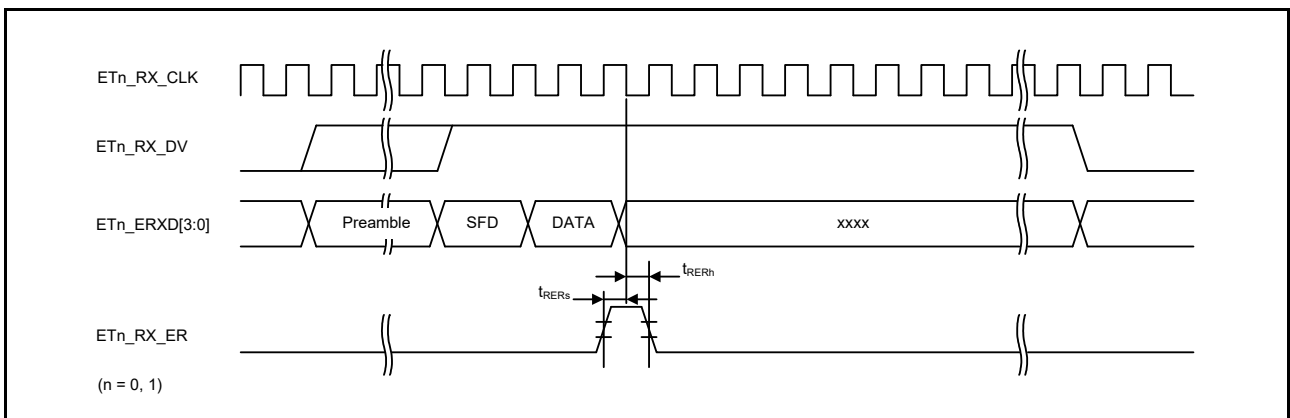 ETn_RX_CLK
ETn_RX_DV
ETn_ERXD[3:0]
Preamble SFD DATA xxxx
tRERh
tRERs
ETn_RX_ER
(n = 0, 1)